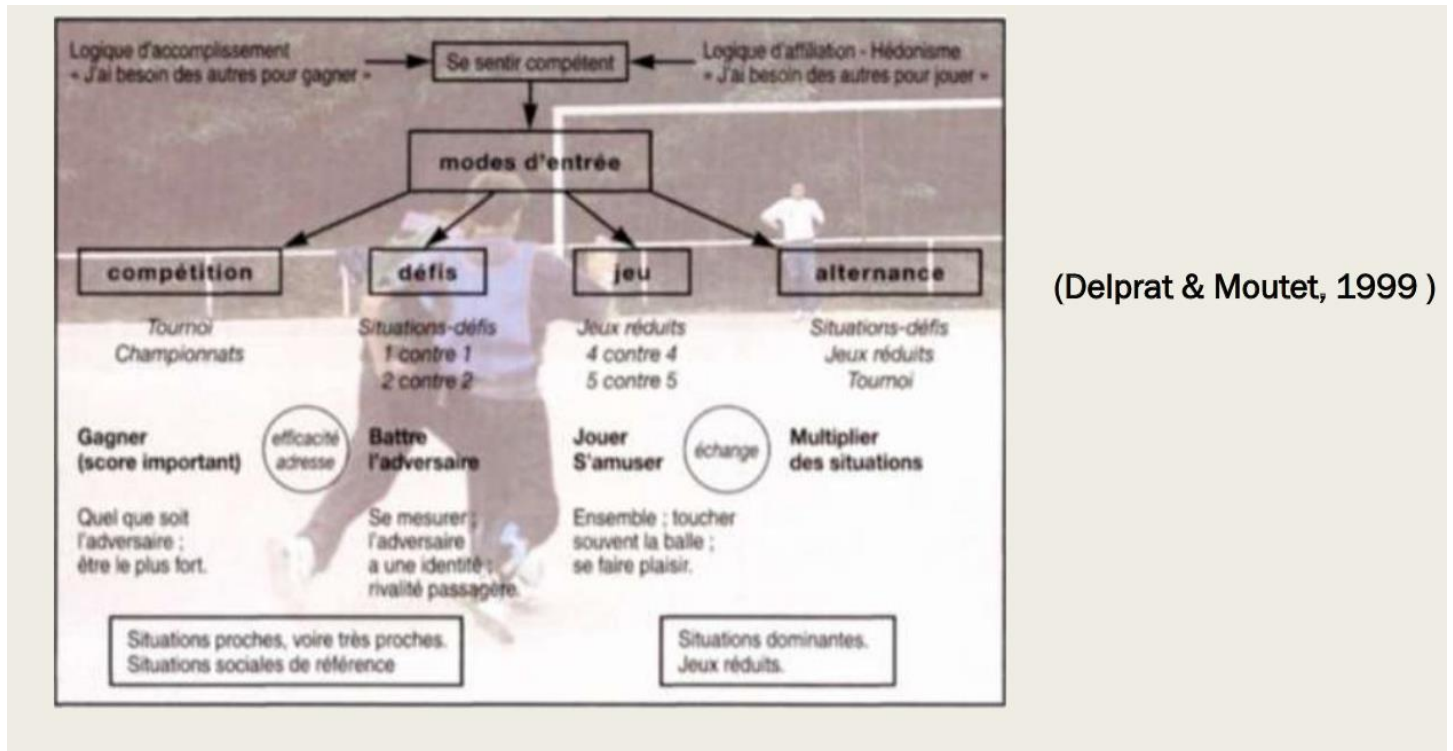 Logique d'accomplissement
« J'ai besoin des autres pour gagner »
Se sentir compétent
Logique d'affiliation - Hédonisme
« J'ai besoin des autres pour jouer »
modes d'entrée
compétition
défis
jeu
alternance
Tournoi
Championnats
Situations-défis
1 contre 1
2 contre 2
Jeux réduits
4 contre 4
5 contre 5
Situations-défis
Jeux réduits
Tournoi
Gagner
(score important)
efficacité
adresse
Battre
l'adversaire
Jouer
S'amuser
échange
Multiplier
des situations
Quel que soit
l'adversaire ;
être le plus fort.
Se mesurer ;
l'adversaire
a une identité ;
rivalité passagère.
Ensemble ; toucher
souvent la balle ;
se faire plaisir.
Situations proches, voire très proches.
Situations sociales de référence
Situations dominantes.
Jeux réduits.
(Delprat & Moutet, 1999 )